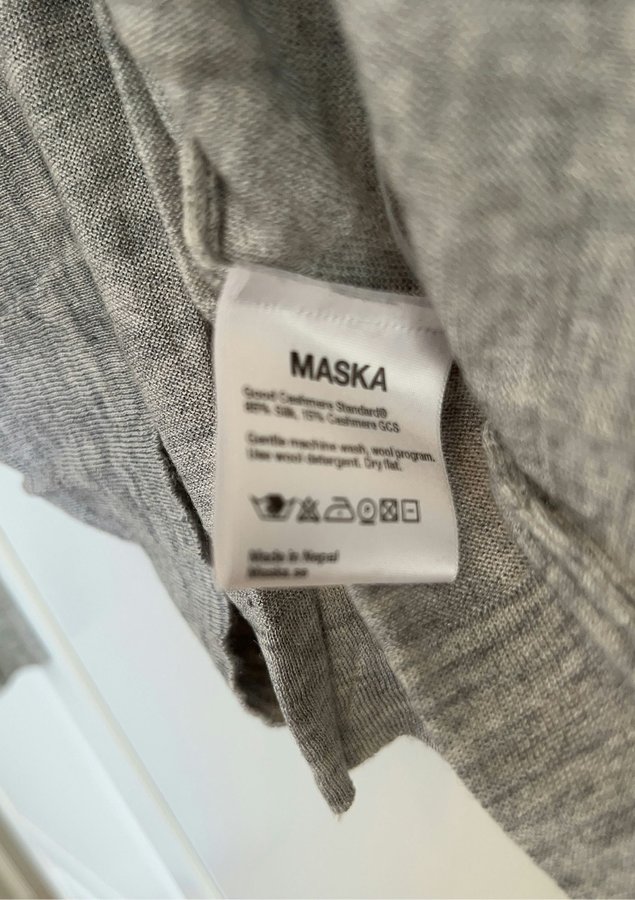 MASKA
Good Cashmere Standard®
85% Silk, 15% Cashmere GCS
Gentle machine wash, wool program.
Use wool detergent. Dry flat.
Made in Nepal
Maska.se